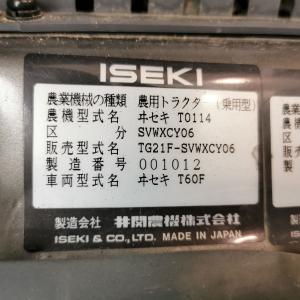 ISEKI
農業機械の種類 農用トラクター(乗用型)
農機型式名 ヰセキ T0114
区分 SVWXCY06
販売型式名 TG21F-SVWXCY06
製造番号 001012
車両型式名 ヰセキ T60F
製造会社 井関農機株式会社
ISEKI & CO., LTD. MADE IN JAPAN